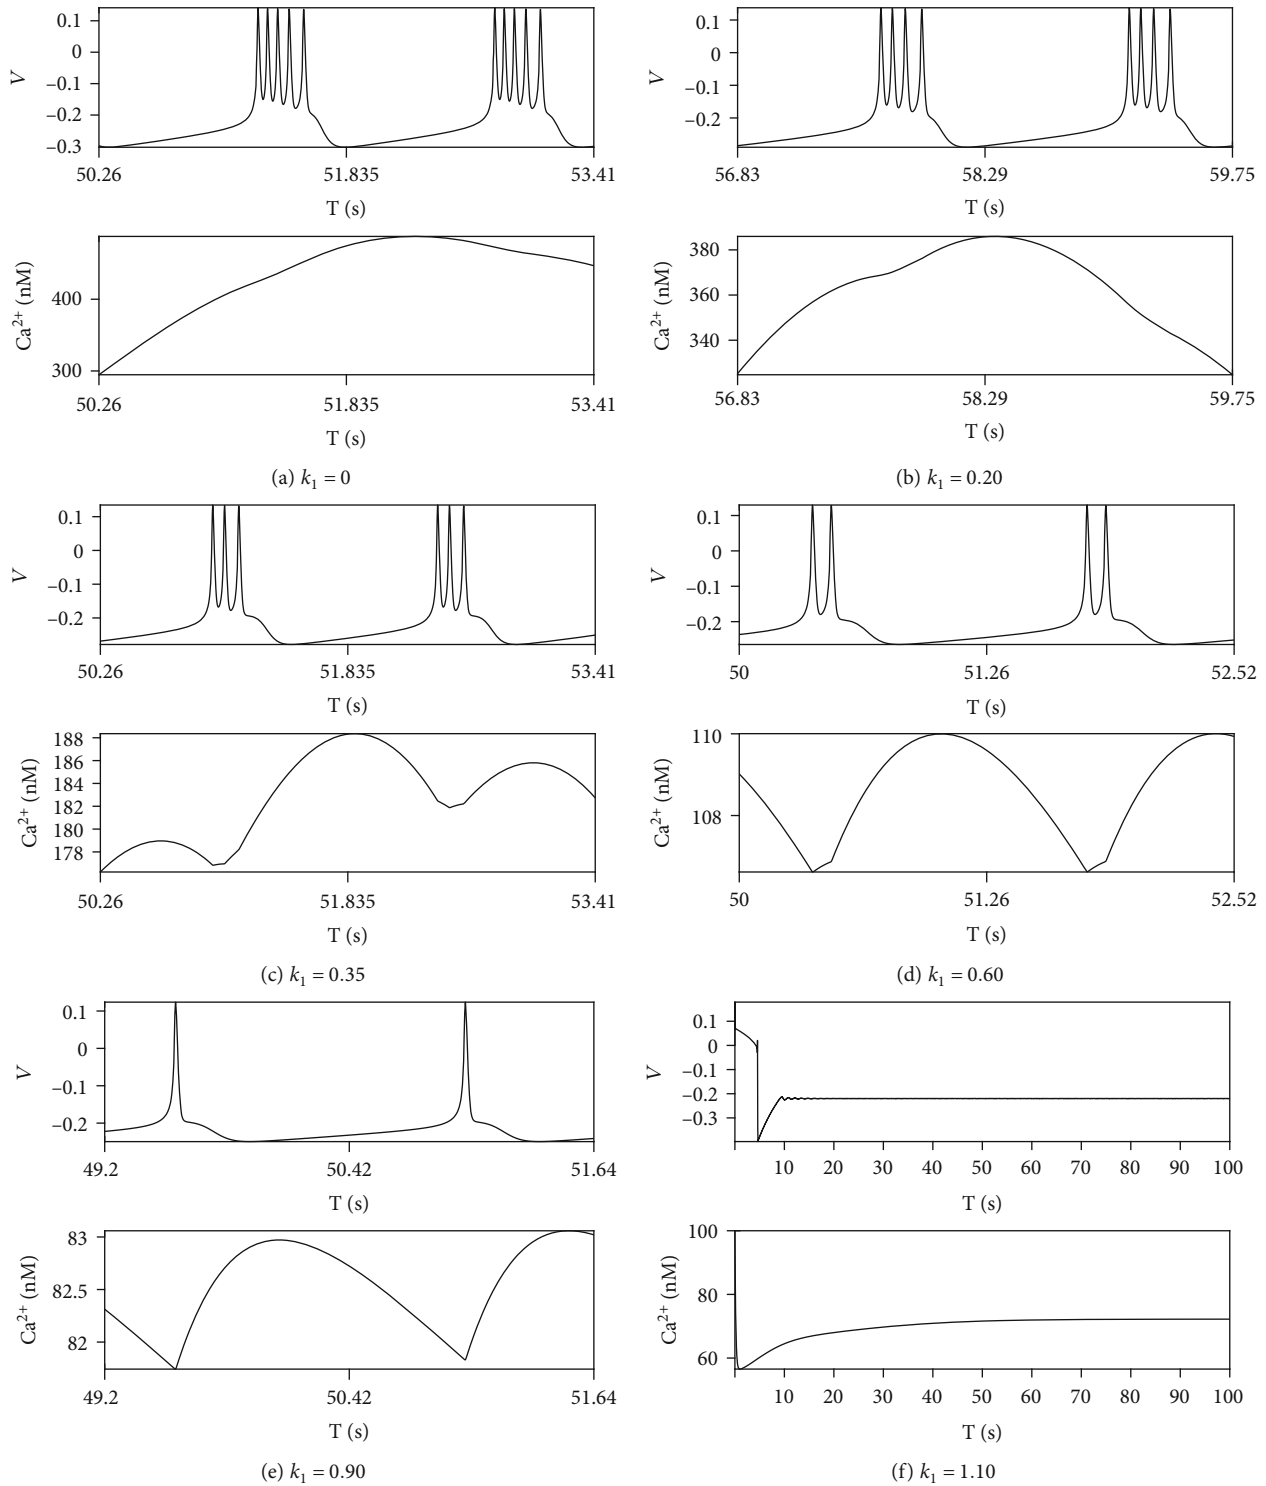 0.1
0
−0.1
−0.2
−0.3
V
50.26 51.835 53.41
T (s)
400
300
Ca2+ (nM)
50.26 51.835 53.41
T (s)
(a) k1 = 0
0.1
0
−0.1
−0.2
V
56.83 58.29 59.75
T (s)
380
360
340
Ca2+ (nM)
56.83 58.29 59.75
T (s)
(b) k1 = 0.20
0.1
0
−0.1
−0.2
V
50.26 51.835 53.41
T (s)
188
186
184
182
180
178
Ca2+ (nM)
50.26 51.835 53.41
T (s)
(c) k1 = 0.35
0.1
0
−0.1
−0.2
V
50 51.26 52.52
T (s)
110
108
Ca2+ (nM)
50 51.26 52.52
T (s)
(d) k1 = 0.60
0.1
0
−0.1
−0.2
V
49.2 50.42 51.64
T (s)
83
82.5
82
Ca2+ (nM)
49.2 50.42 51.64
T (s)
(e) k1 = 0.90
0.1
0
−0.1
−0.2
−0.3
V
10 20 30 40 50 60 70 80 90 100
T (s)
100
80
60
Ca2+ (nM)
10 20 30 40 50 60 70 80 90 100
T (s)
(f) k1 = 1.10